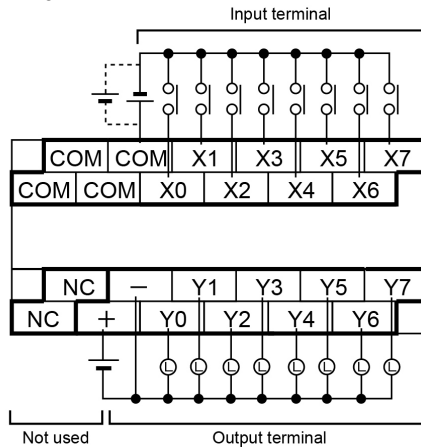 Input terminal
COM COM X1 X3 X5 X7
COM COM X0 X2 X4 X6
NC − Y1 Y3 Y5 Y7
NC + Y0 Y2 Y4 Y6
L L L L L L L L
Not used Output terminal